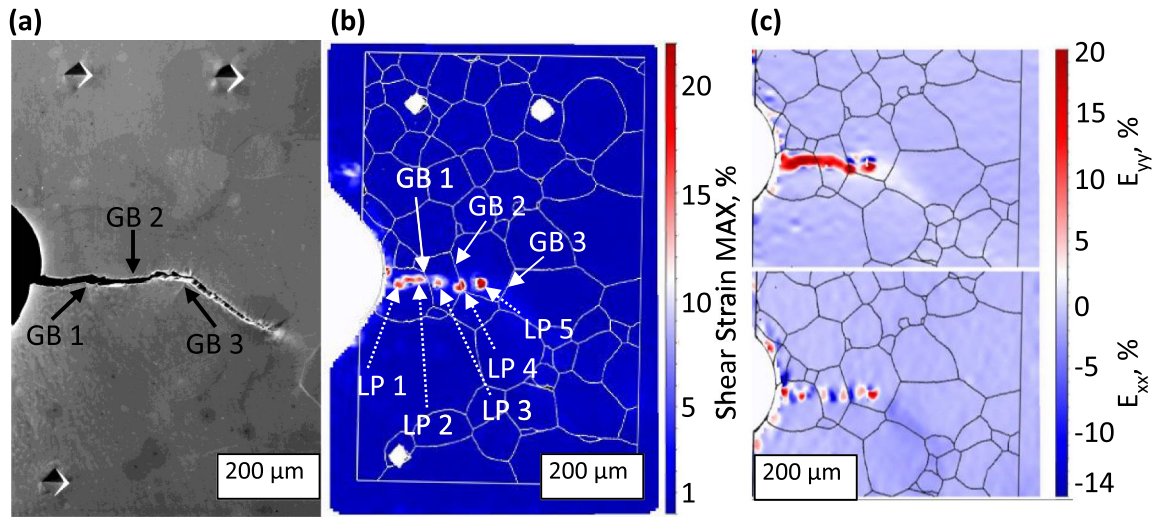 (a)
GB 2
GB 1
GB 3
200 µm
(b)
GB 1
GB 2
GB 3
LP 5
LP 4
LP 1
LP 3
LP 2
200 µm
20
15
10
5
1
Shear Strain MAX, %
(c)
200 µm
20
15
10
5
0
-5
-10
-14
E yy, %
E xx, %